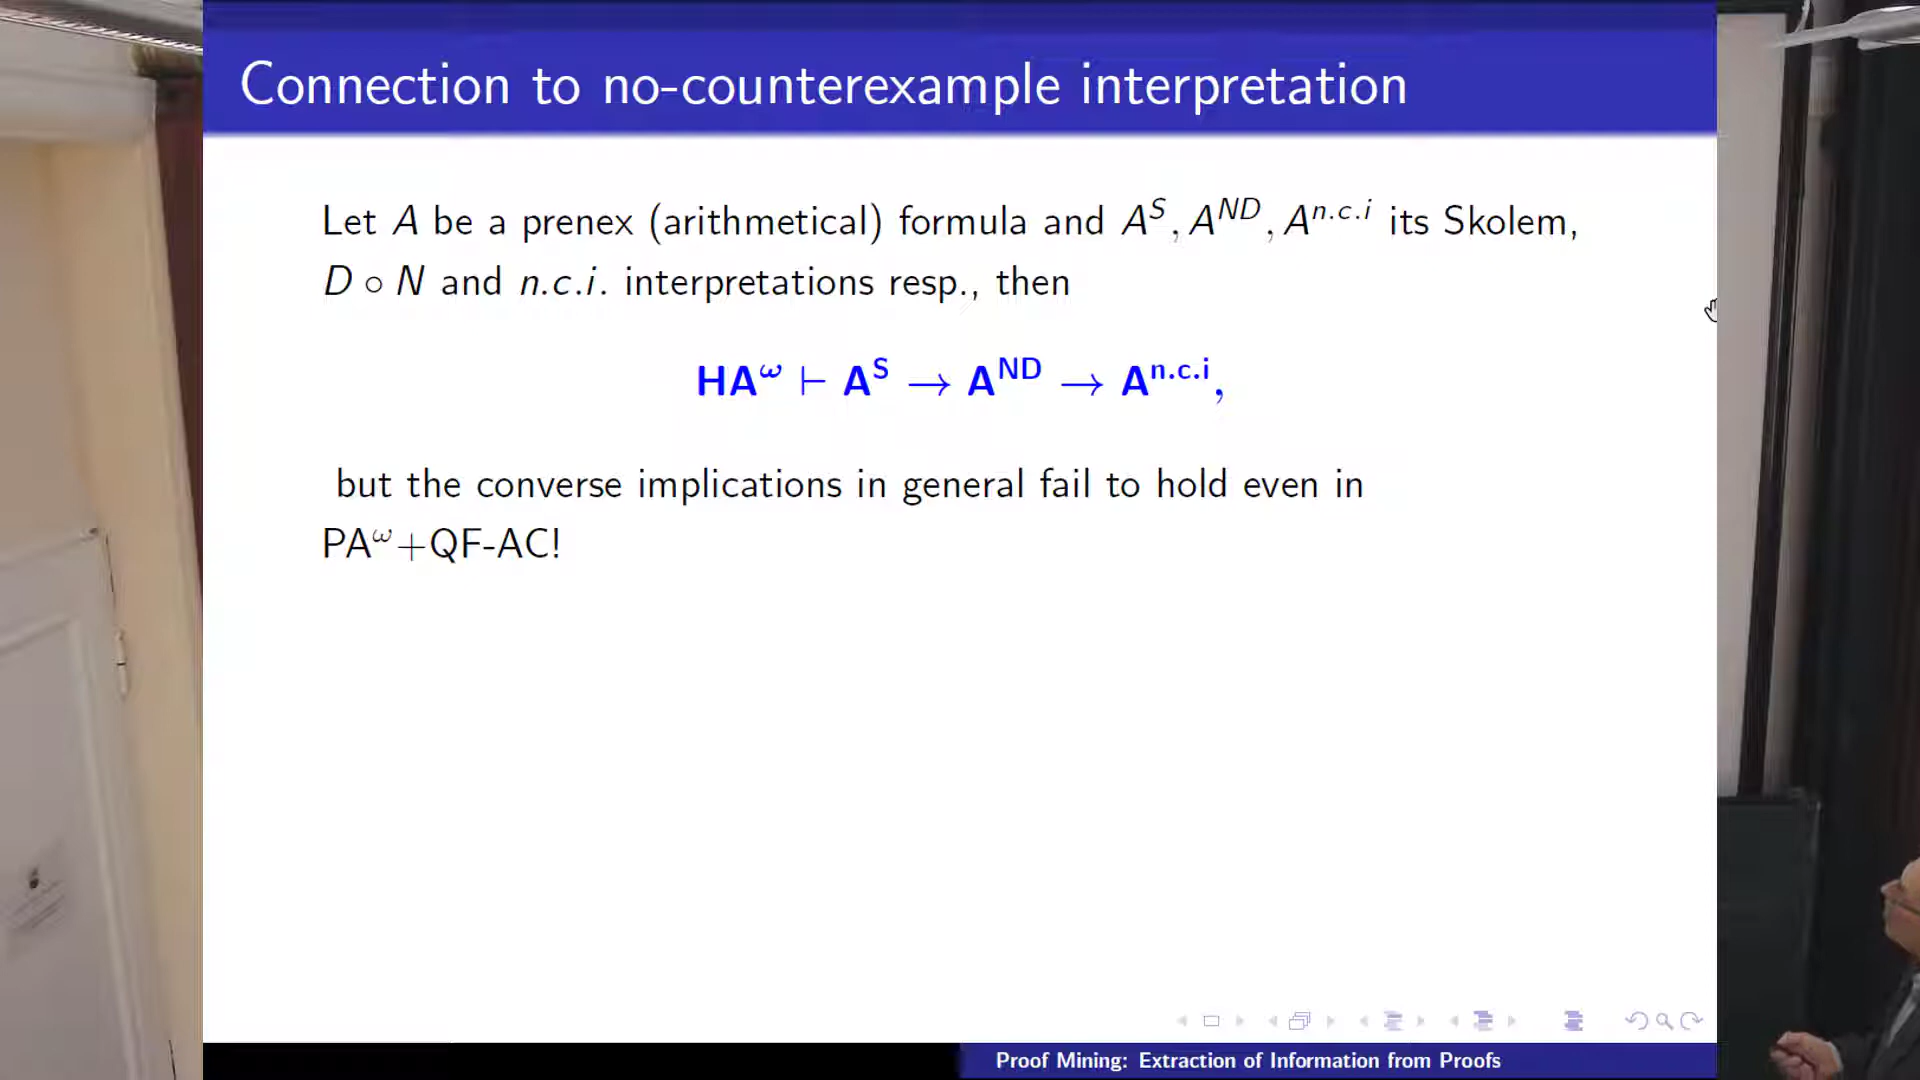 Connection to no-counterexample interpretation
Let A be a prenex (arithmetical) formula and A^S, A^ND, A^n.c.i its Skolem,
D ∘ N and n.c.i. interpretations resp., then
HA^ω ⊢ A^S → A^ND → A^n.c.i,
but the converse implications in general fail to hold even in
PA^ω+QF-AC!
Proof Mining: Extraction of Information from Proofs